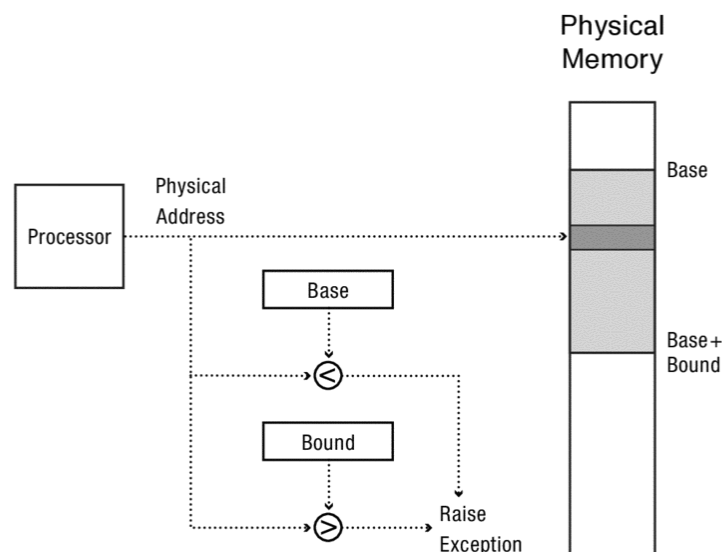 Physical
Memory
Base
Physical
Address
Processor
Base
<
Base+
Bound
Bound
>
Raise
Exception